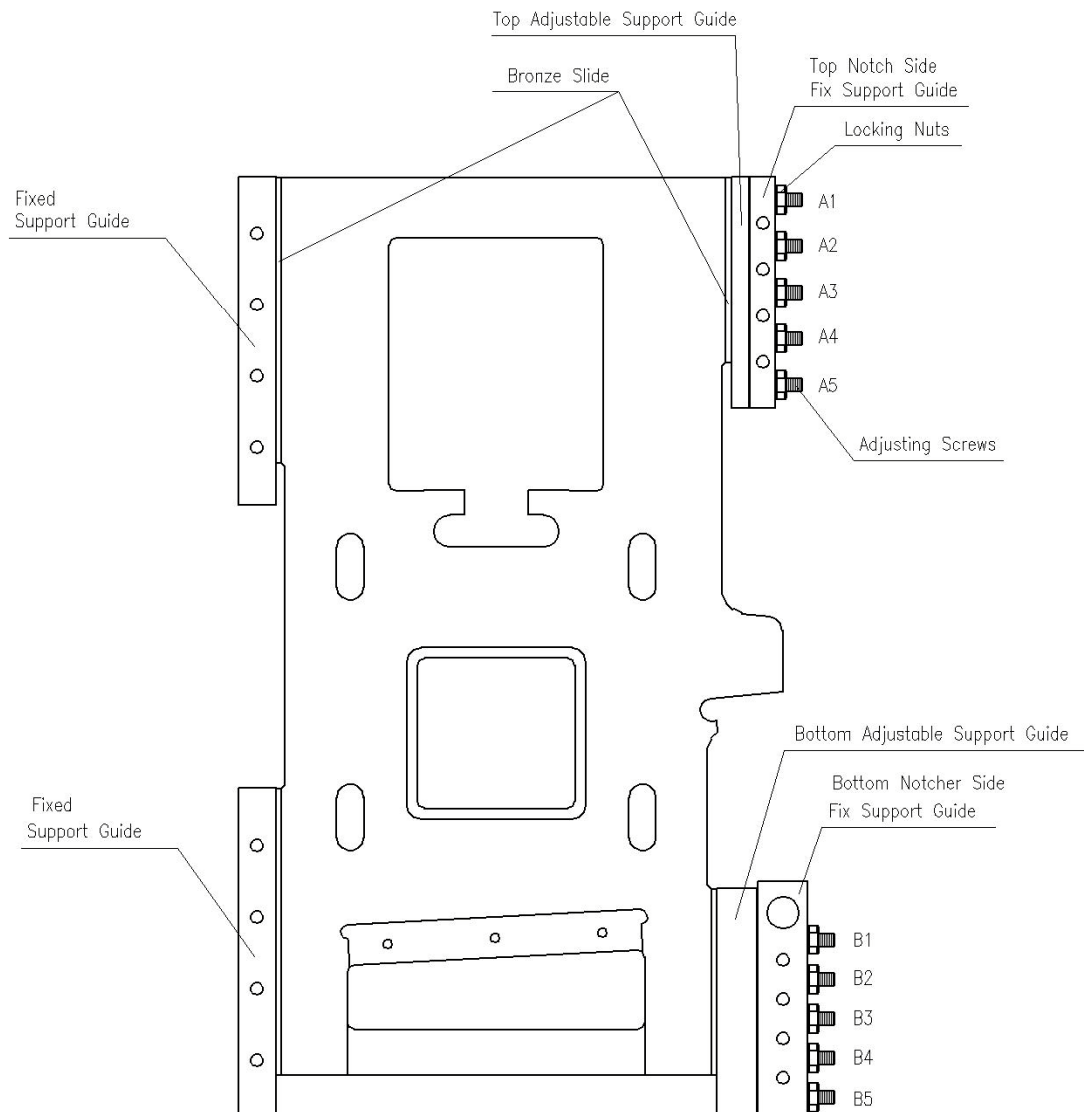 Top Adjustable Support Guide
Bronze Slide
Top Notch Side
Fix Support Guide
Locking Nuts
Fixed
Support Guide
A1
A2
A3
A4
A5
Adjusting Screws
Bottom Adjustable Support Guide
Bottom Notcher Side
Fix Support Guide
Fixed
Support Guide
B1
B2
B3
B4
B5